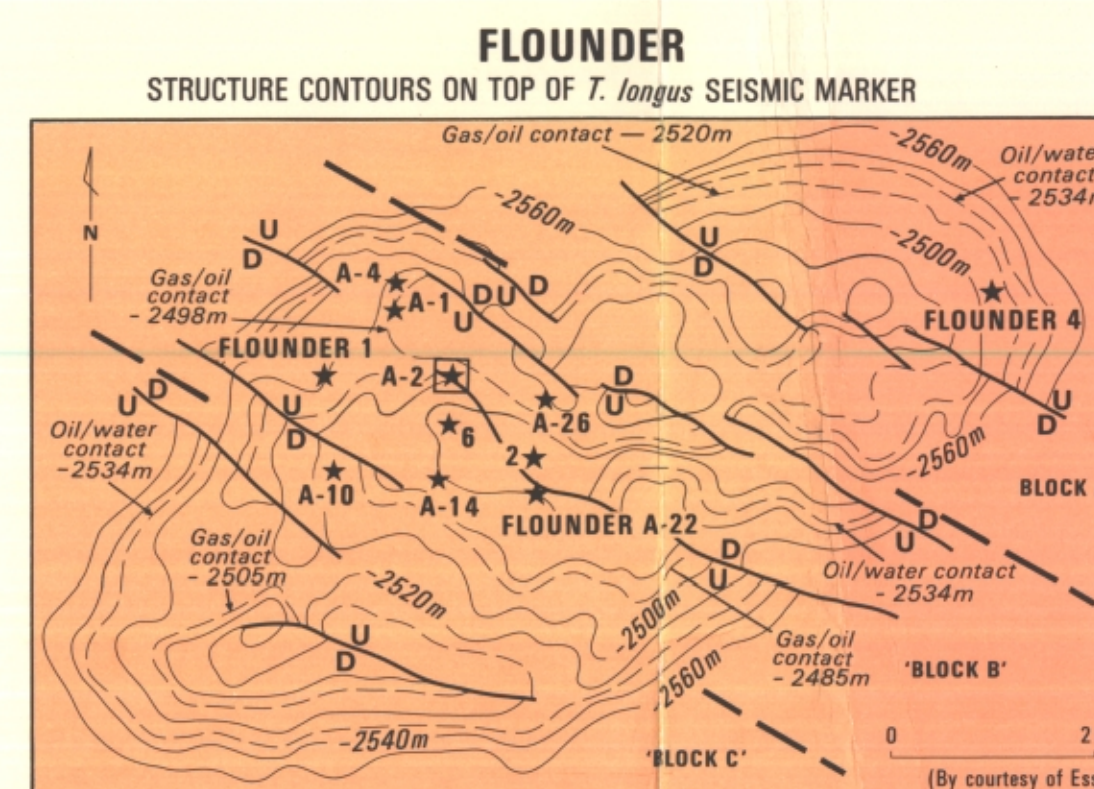 FLOUNDER
STRUCTURE CONTOURS ON TOP OF T. longus SEISMIC MARKER
Gas/oil contact — 2520m
-2560m
Oil/wate
contact
- 2534m
N
U
D
-2560m
U
D
-2500m
A-4
Gas/oil
contact
- 2498m
A-1
D
U
D
U
FLOUNDER 4
FLOUNDER 1
A-2
D
U
D
U
U
D
U
D
A-26
6
Oil/water
contact
-2534m
2
-2560m
A-10
A-14
BLOCK
FLOUNDER A-22
D
U
Gas/oil
contact
- 2505m
D
U
Oil/water contact
- 2534m
-2520m
-2500m
U
D
Gas/oil
contact
- 2485m
-2560m
'BLOCK B'
-2540m
'BLOCK C'
0
2
(By courtesy of Ess